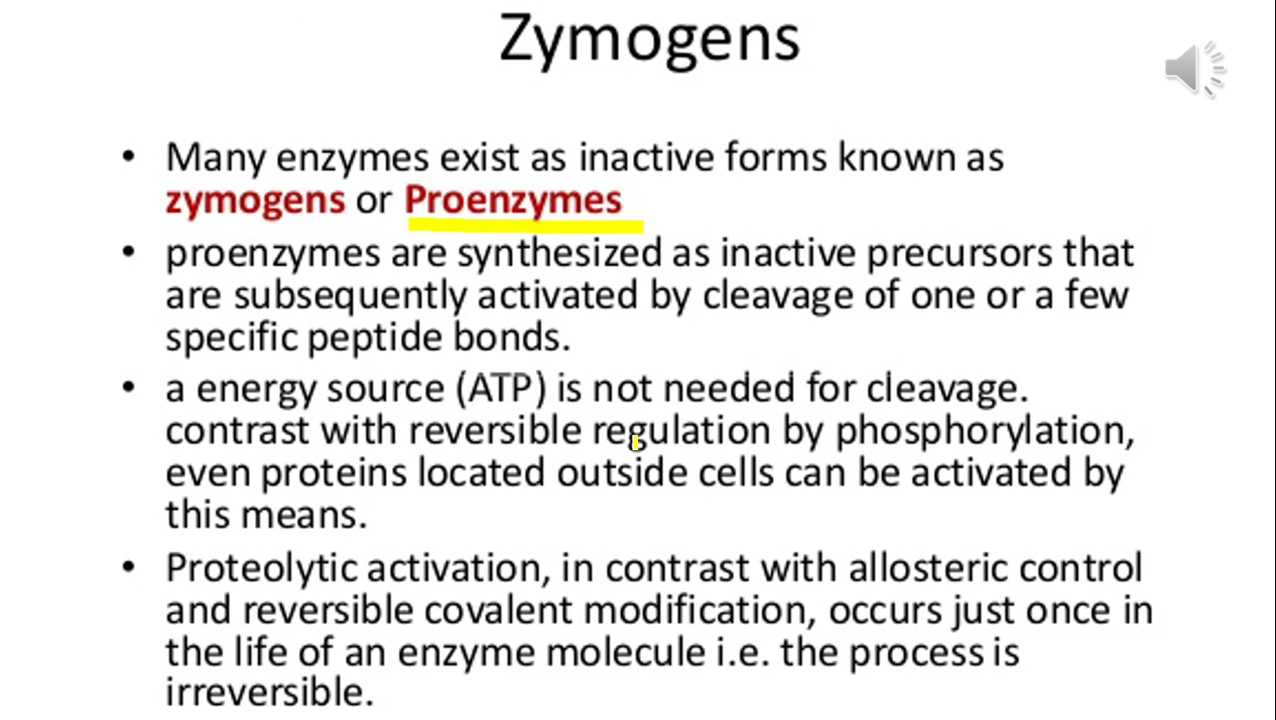 Zymogens
• Many enzymes exist as inactive forms known as
zymogens or Proenzymes
• proenzymes are synthesized as inactive precursors that
are subsequently activated by cleavage of one or a few
specific peptide bonds.
• a energy source (ATP) is not needed for cleavage.
contrast with reversible regulation by phosphorylation,
even proteins located outside cells can be activated by
this means.
• Proteolytic activation, in contrast with allosteric control
and reversible covalent modification, occurs just once in
the life of an enzyme molecule i.e. the process is
irreversible.